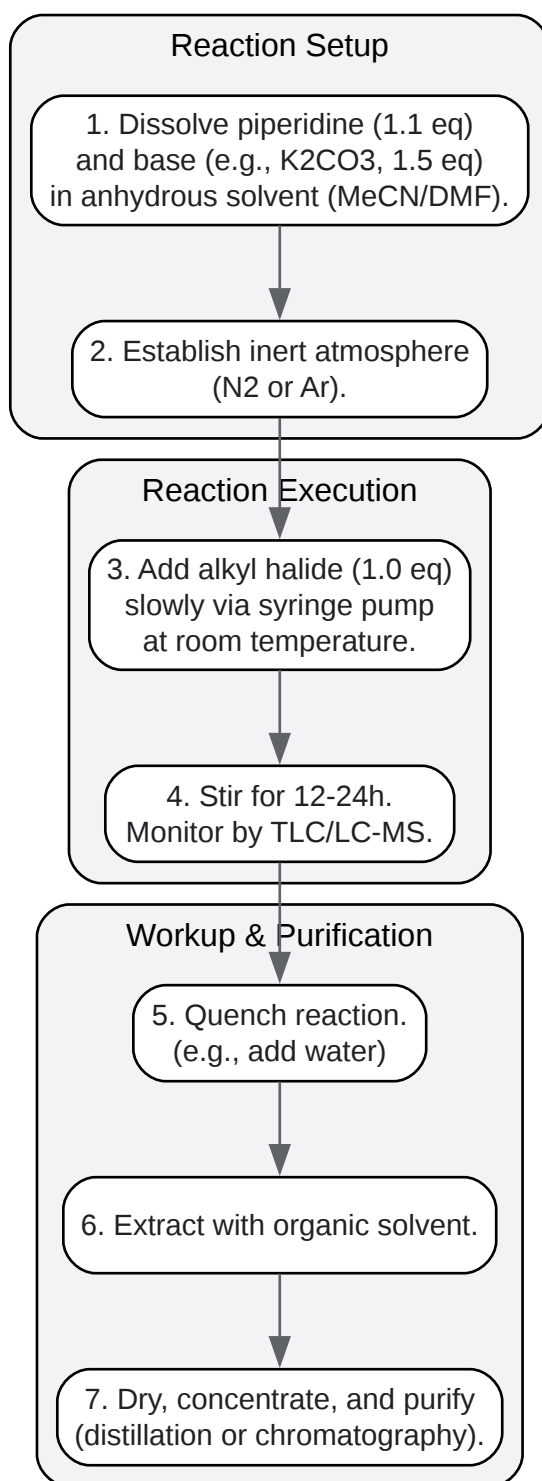 Reaction Setup
1. Dissolve piperidine (1.1 eq)
and base (e.g., K2CO3, 1.5 eq)
in anhydrous solvent (MeCN/DMF).
2. Establish inert atmosphere
(N2 or Ar).
Reaction Execution
3. Add alkyl halide (1.0 eq)
slowly via syringe pump
at room temperature.
4. Stir for 12-24h.
Monitor by TLC/LC-MS.
Workup & Purification
5. Quench reaction.
(e.g., add water)
6. Extract with organic solvent.
7. Dry, concentrate, and purify
(distillation or chromatography).